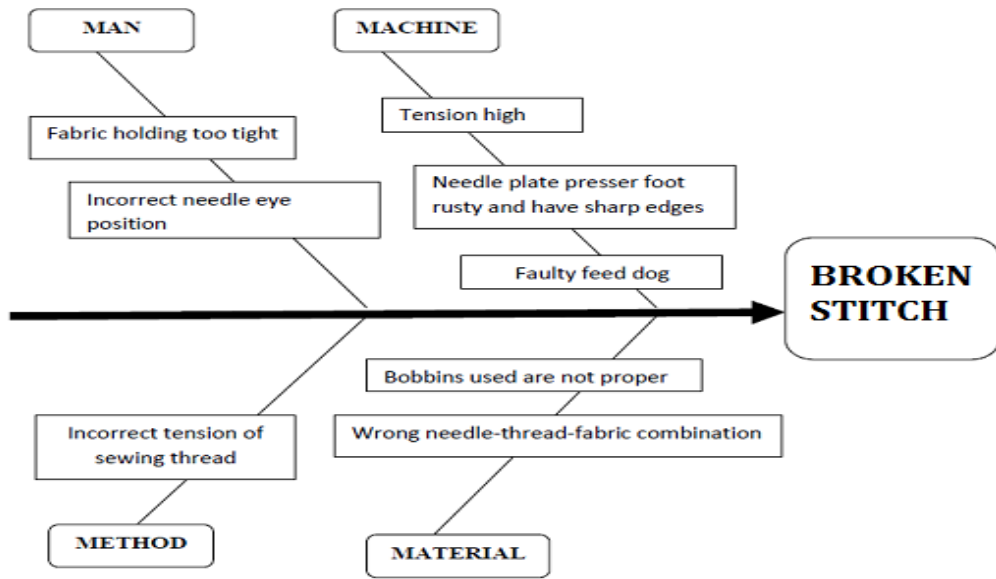 MAN
MACHINE
Tension high
Fabric holding too tight
Needle plate presser foot
rusty and have sharp edges
Incorrect needle eye
position
Faulty feed dog
BROKEN
STITCH
Bobbins used are not proper
Incorrect tension of
sewing thread
Wrong needle-thread-fabric combination
METHOD
MATERIAL